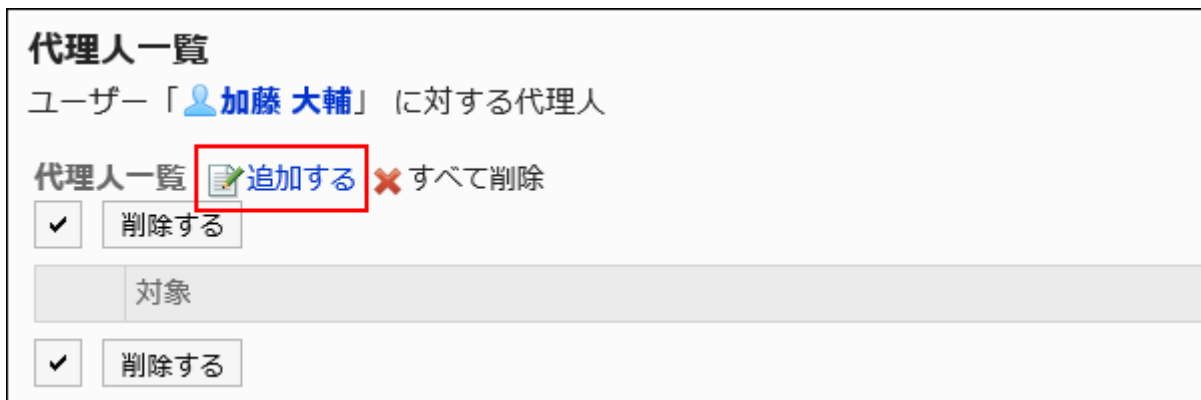 代理人一覧
ユーザー「加藤 大輔」 に対する代理人
代理人一覧 追加する すべて削除
削除する
対象
削除する